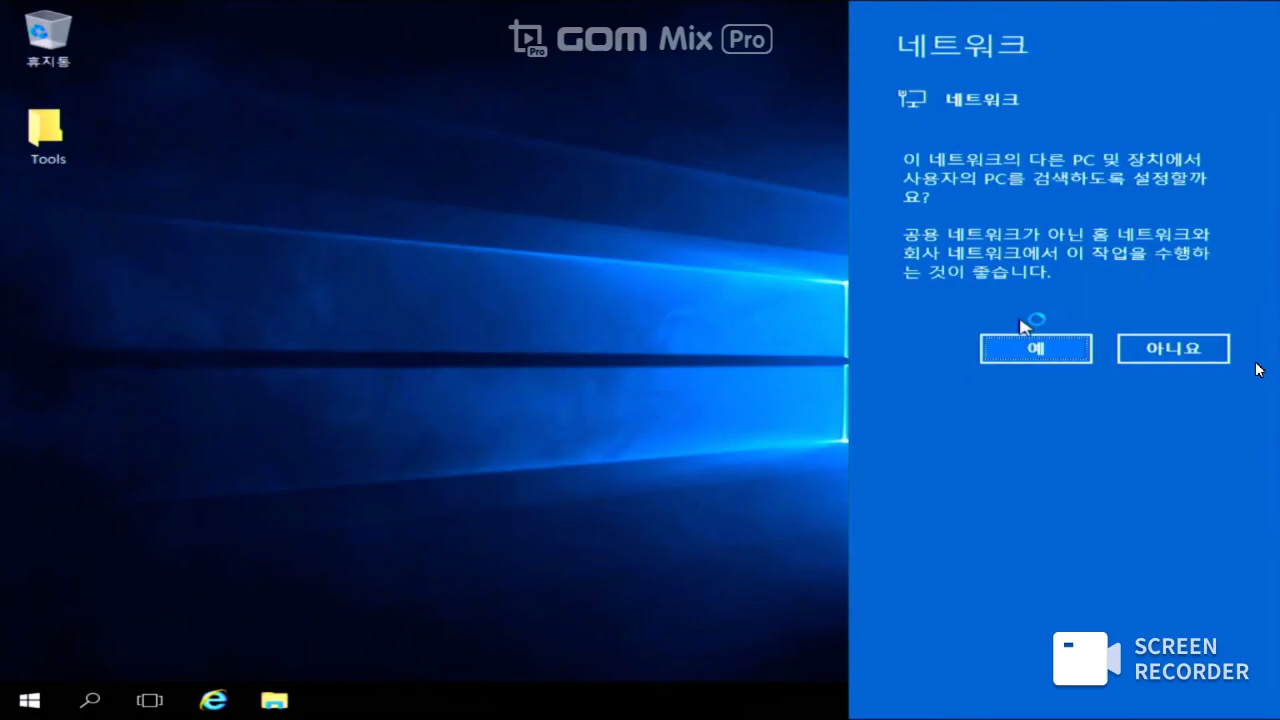 휴지통
Tools
GOM Mix Pro
Pro
네트워크
네트워크
이 네트워크의 다른 PC 및 장치에서
사용자의 PC를 검색하도록 설정할까
요?
공용 네트워크가 아닌 홈 네트워크와
회사 네트워크에서 이 작업을 수행하
는 것이 좋습니다.
예
아니요
SCREEN
RECORDER